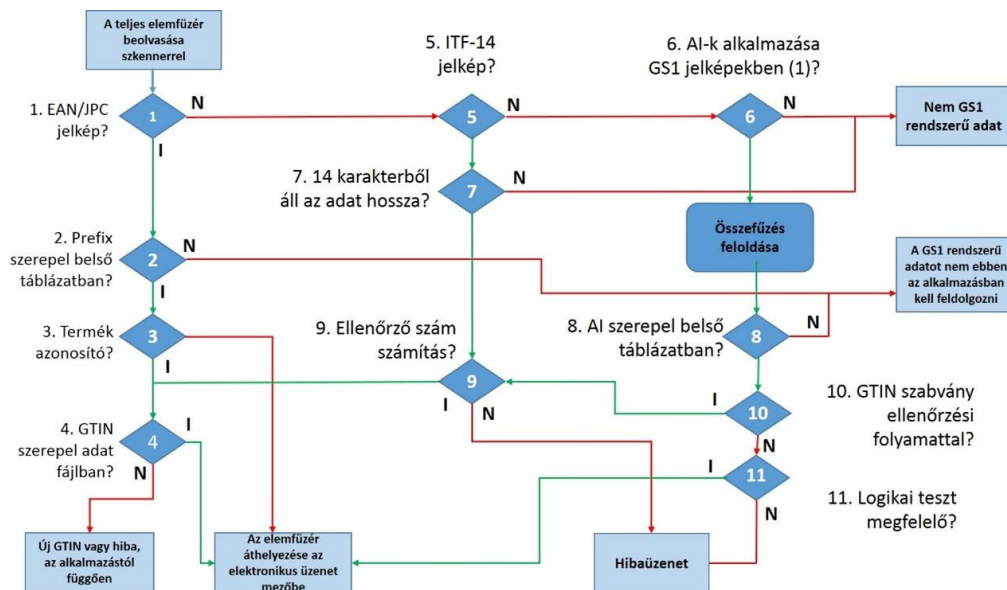 A teljes elemfüzér
beolvasása
szkennerrel
5. ITF-14
jelkép?
6. AI-k alkalmazása
GS1 jelképekben (1)?
1. EAN/JPC
jelkép?
1
N
I
5
N
6
N
Nem GS1
rendszerű adat
7. 14 karakterből
áll az adat hossza?
7
N
Összefűzés
feloldása
2. Prefix
szerepel belső
táblázatban?
2
N
I
A GS1 rendszerű
adatot nem ebben
az alkalmazásban
kell feldolgozni
3. Termék
azonosító?
3
I
9. Ellenőrző szám
számítás?
8. AI szerepel belső
táblázatban?
8
N
9
I
N
I
10
N
10. GTIN szabvány
ellenőrzési
folyamattal?
4. GTIN
szerepel adat
fájlban?
4
I
N
I
11
N
11. Logikai teszt
megfelelő?
Új GTIN vagy hiba,
az alkalmazástól
függően
Az elemfüzér
áthelyezése az
elektronikus üzenet
mezőbe
Hibaüzenet